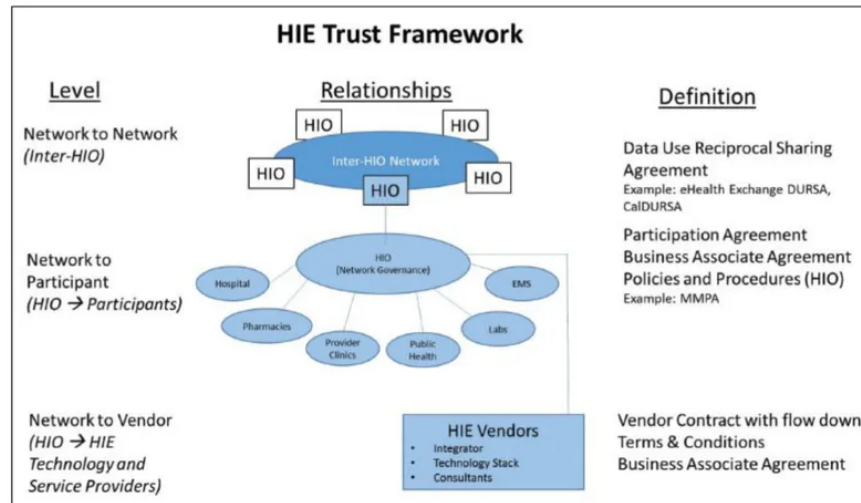 HIE Trust Framework
Level
Relationships
Definition
Network to Network
(Inter-HIO)
HIO
HIO
Inter-HIO Network
HIO
HIO
HIO
Data Use Reciprocal Sharing
Agreement
Example: eHealth Exchange DURSA,
CalDURSA
Network to
Participant
(HIO → Participants)
HIO
(Network Governance)
Hospital
EMS
Pharmacies
Labs
Provider
Clinics
Public
Health
Participation Agreement
Business Associate Agreement
Policies and Procedures (HIO)
Example: MMPA
Network to Vendor
(HIO → HIE
Technology and
Service Providers)
HIE Vendors
• Integrator
• Technology Stack
• Consultants
Vendor Contract with flow down
Terms & Conditions
Business Associate Agreement